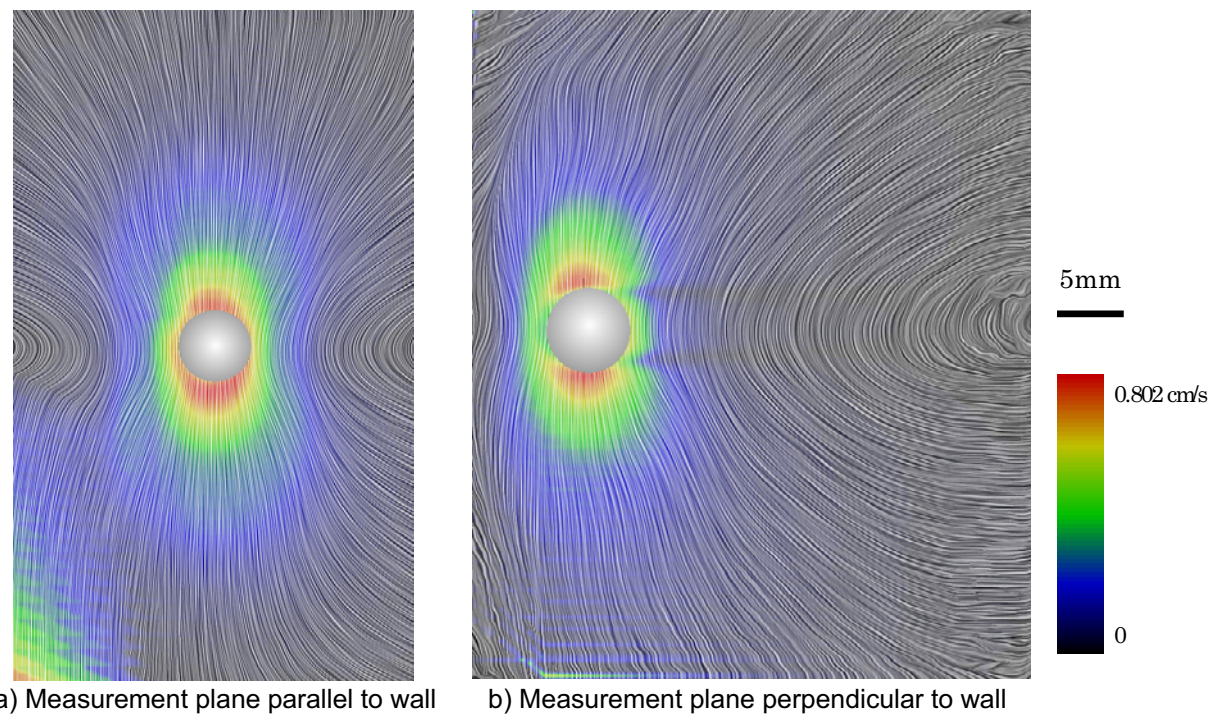 5mm
0.802 cm/s
0
a) Measurement plane parallel to wall
b) Measurement plane perpendicular to wall